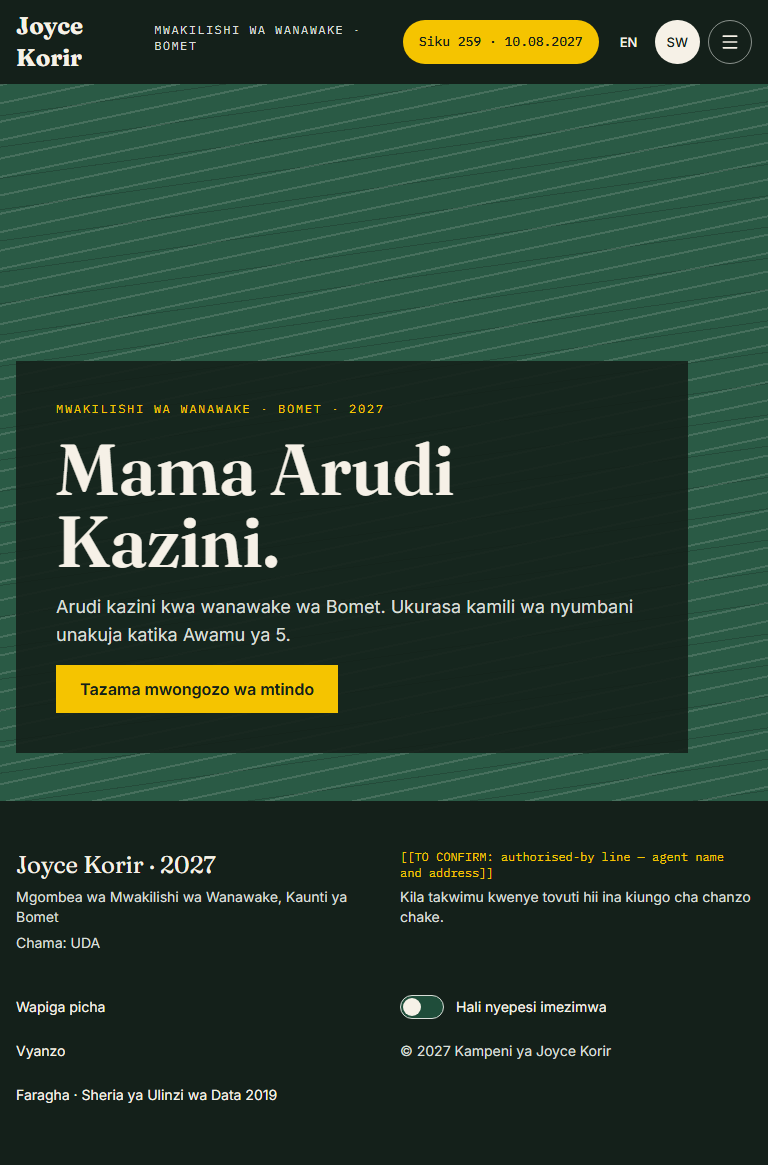 Joyce
Korir
MWAKILISHI WA WANAWAKE ·
BOMET
Siku 259 · 10.08.2027
EN
SW
MWAKILISHI WA WANAWAKE · BOMET · 2027
Mama Arudi
Kazini.
Arudi kazini kwa wanawake wa Bomet. Ukurasa kamili wa nyumbani
unakuja katika Awamu ya 5.
Tazama mwongozo wa mtindo
Joyce Korir · 2027
Mgombea wa Mwakilishi wa Wanawake, Kaunti ya
Bomet
Chama: UDA
[[TO CONFIRM: authorised-by line — agent name
and address]]
Kila takwimu kwenye tovuti hii ina kiungo cha chanzo
chake.
Wapiga picha
Vyanzo
Faragha · Sheria ya Ulinzi wa Data 2019
Hali nyepesi imezimwa
© 2027 Kampeni ya Joyce Korir